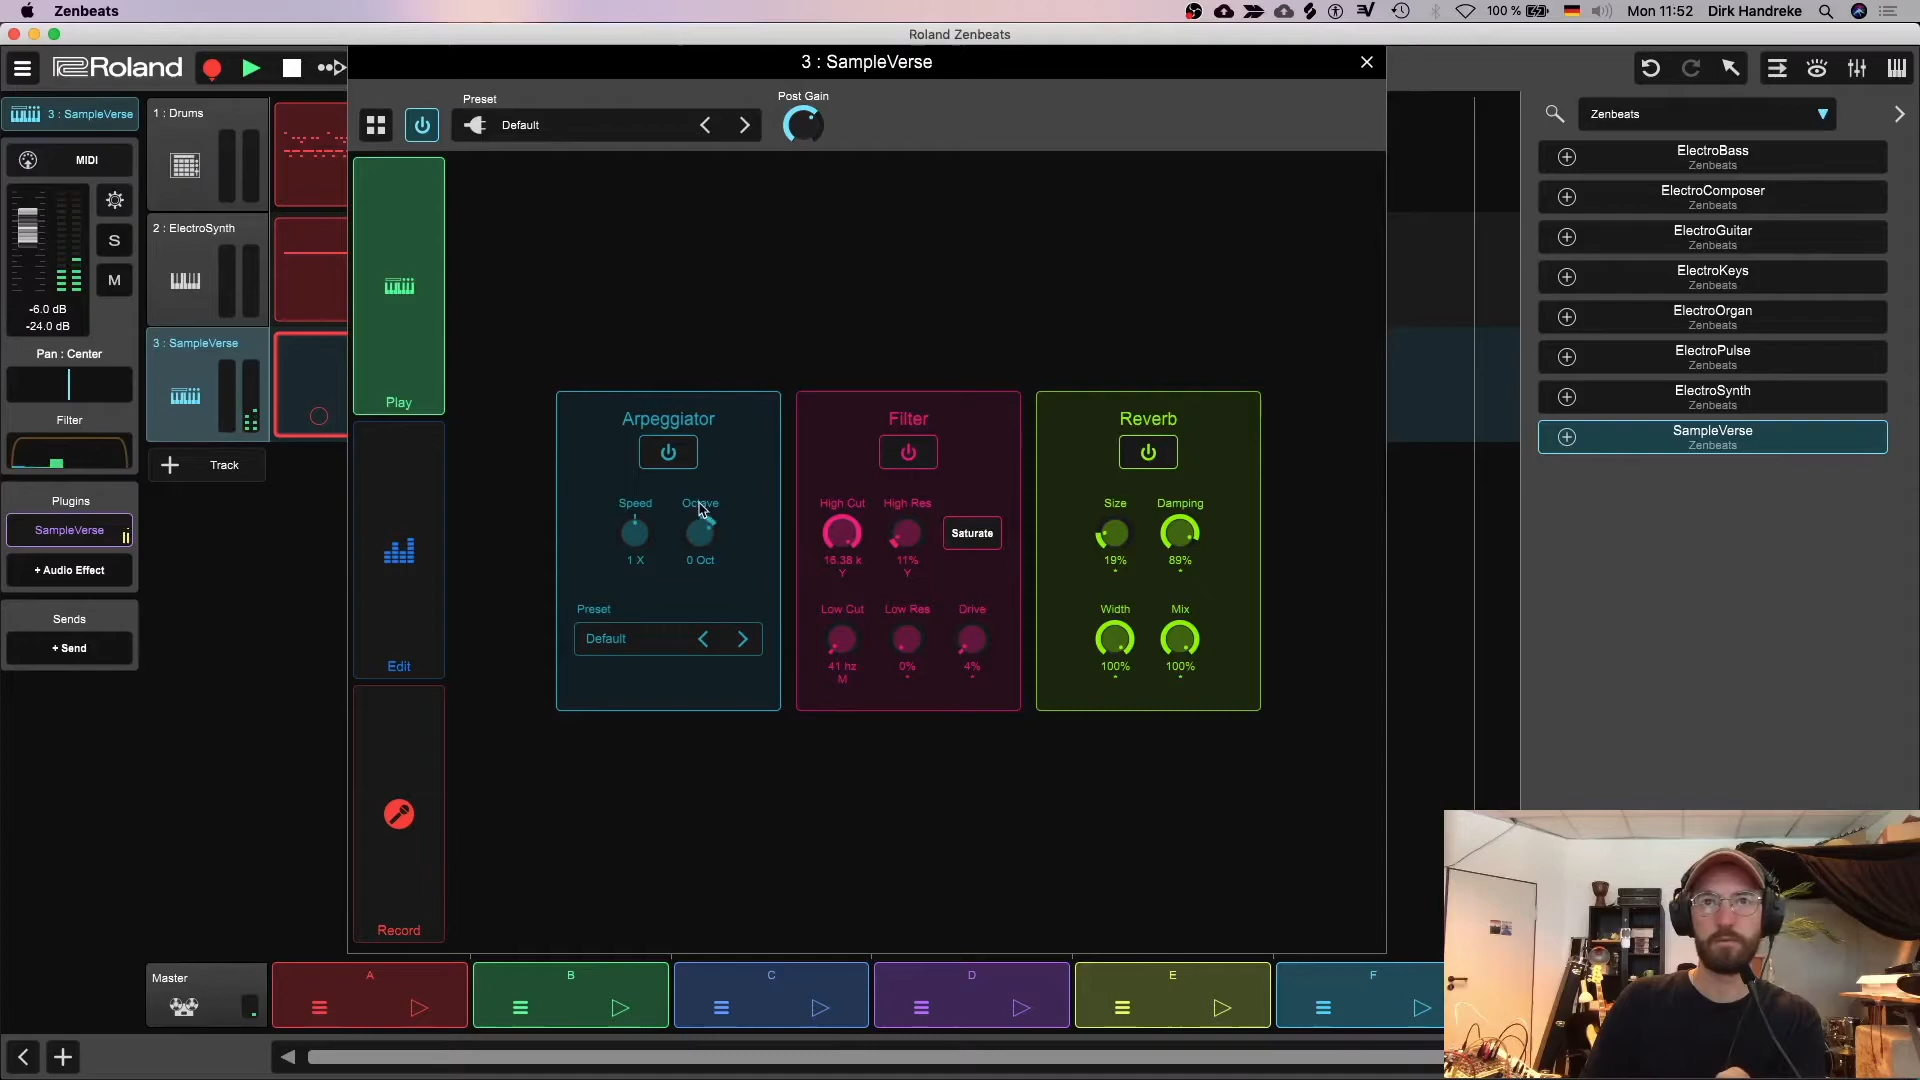 Zenbeats
100 %
Mon 11:52
Dirk Handreke
Roland Zenbeats
Roland
3 : SampleVerse
Preset
Default
Post Gain
Zenbeats
3 : SampleVerse
MIDI
S
M
-6.0 dB
-24.0 dB
Pan : Center
Filter
Plugins
SampleVerse
+ Audio Effect
Sends
+ Send
1 : Drums
2 : ElectroSynth
3 : SampleVerse
Track
Play
Edit
Record
Arpeggiator
Speed
Octave
1 X
0 Oct
Preset
Default
Filter
High Cut
High Res
16.38 k
11%
Y
Y
Saturate
Low Cut
Low Res
Drive
41 hz
0%
4%
M
*
*
Reverb
Size
Damping
19%
89%
*
*
Width
Mix
100%
100%
*
*
ElectroBass
Zenbeats
ElectroComposer
Zenbeats
ElectroGuitar
Zenbeats
ElectroKeys
Zenbeats
ElectroOrgan
Zenbeats
ElectroPulse
Zenbeats
ElectroSynth
Zenbeats
SampleVerse
Zenbeats
Master
A
B
C
D
E
F